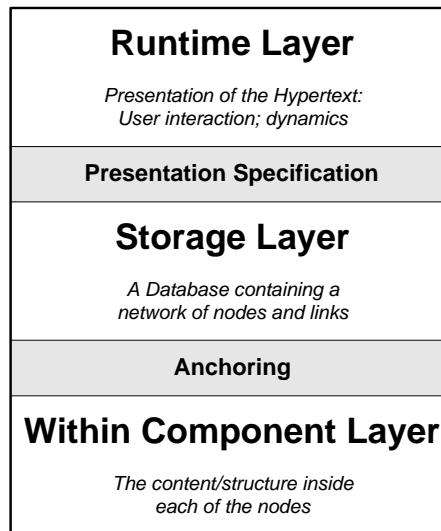 Runtime Layer
Presentation of the Hypertext:
User interaction; dynamics
Presentation Specification
Storage Layer
A Database containing a
network of nodes and links
Anchoring
Within Component Layer
The content/structure inside
each of the nodes